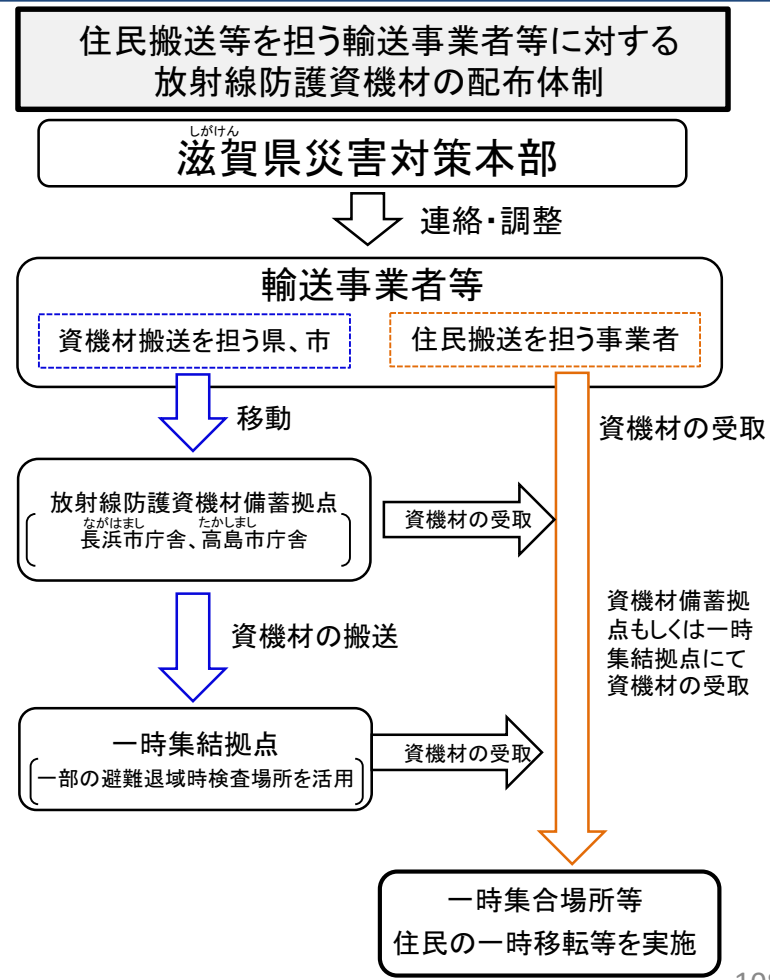 住民搬送等を担う輸送事業者等に対する
放射線防護資機材の配布体制
しがけん
滋賀県災害対策本部
連絡・調整
輸送事業者等
資機材搬送を担う県、市
住民搬送を担う事業者
移動
資機材の受取
放射線防護資機材備蓄拠点
ながはまし たかしまし
長浜市庁舎、高島市庁舎
資機材の受取
資機材の搬送
資機材備蓄拠
点もしくは一時
集結拠点にて
資機材の受取
一時集結拠点
一部の避難退域時検査場所を活用
資機材の受取
一時集合場所等
住民の一時移転等を実施